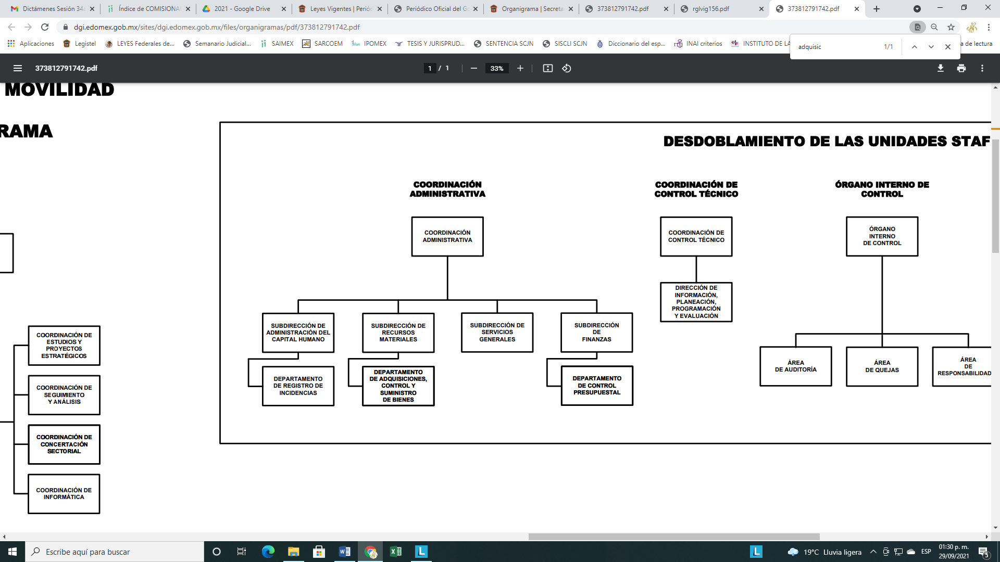 Dictámenes Sesión 34a
Índice de COMISIONA
2021 - Google Drive
Leyes Vigentes | Perióc
Periódico Oficial del Go
Organigrama | Secreta
373812791742.pdf
rglvig156.pdf
373812791742.pdf
dgi.edomex.gob.mx/sites/dgi.edomex.gob.mx/files/organigramas/pdf/373812791742.pdf
Aplicaciones
Legistel
LEYES Federales de...
Semanario Judicial...
SAIMEX
SARCOEM
IPOMEX
TESIS Y JURISPRUD...
SENTENCIA SCJN
SISCLI SCJN
Diccionario del esp...
INAI criterios
INSTITUTO DE LA
a de lectura
adquisic
1/1
373812791742.pdf
1 / 1
33%
MOVILIDAD
RAMA
DESDOBLAMIENTO DE LAS UNIDADES STAF
COORDINACIÓN
ADMINISTRATIVA
COORDINACIÓN DE
CONTROL TÉCNICO
ÓRGANO INTERNO DE
CONTROL
COORDINACIÓN
ADMINISTRATIVA
COORDINACIÓN DE
CONTROL TÉCNICO
ÓRGANO
INTERNO
DE CONTROL
DIRECCIÓN DE
INFORMACIÓN,
PLANEACIÓN,
PROGRAMACIÓN
Y EVALUACIÓN
SUBDIRECCIÓN DE
ADMINISTRACIÓN DEL
CAPITAL HUMANO
SUBDIRECCIÓN DE
RECURSOS
MATERIALES
SUBDIRECCIÓN DE
SERVICIOS
GENERALES
SUBDIRECCIÓN
DE
FINANZAS
COORDINACIÓN DE
ESTUDIOS Y
PROYECTOS
ESTRATÉGICOS
ÁREA
DE AUDITORÍA
ÁREA
DE QUEJAS
ÁREA
DE
RESPONSABILIDAD
DEPARTAMENTO
DE REGISTRO DE
INCIDENCIAS
DEPARTAMENTO
DE ADQUISICIONES,
CONTROL Y
SUMINISTRO
DE BIENES
DEPARTAMENTO
DE CONTROL
PRESUPUESTAL
COORDINACIÓN DE
SEGUIMIENTO
Y ANÁLISIS
COORDINACIÓN DE
CONCERTACIÓN
SECTORIAL
COORDINACIÓN DE
INFORMÁTICA
Escribe aquí para buscar
19°C Lluvia ligera
ESP
01:30 p. m.
29/09/2021
5